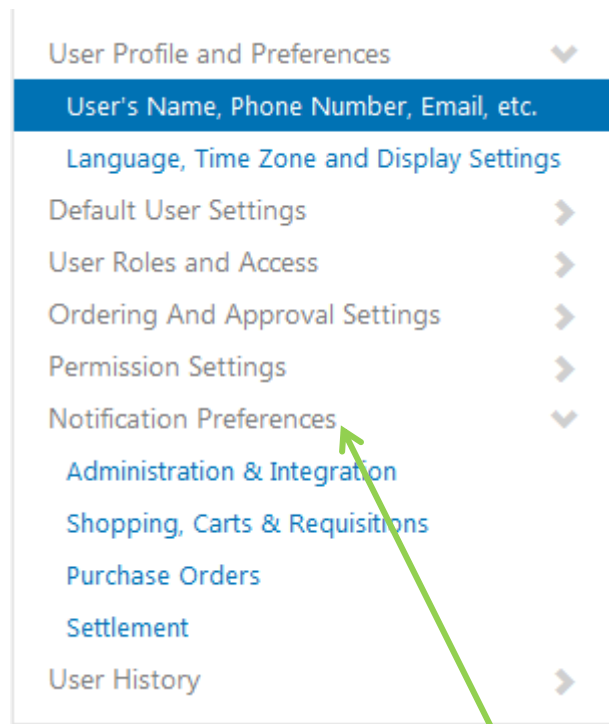 User Profile and Preferences
User's Name, Phone Number, Email, etc.
Language, Time Zone and Display Settings
Default User Settings
User Roles and Access
Ordering And Approval Settings
Permission Settings
Notification Preferences
Administration & Integration
Shopping, Carts & Requisitions
Purchase Orders
Settlement
User History